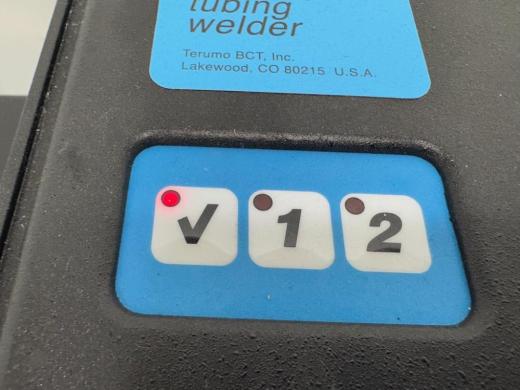 tubing
welder
Terumo BCT, Inc.
Lakewood, CO 80215 U.S.A.
✓ 1 2